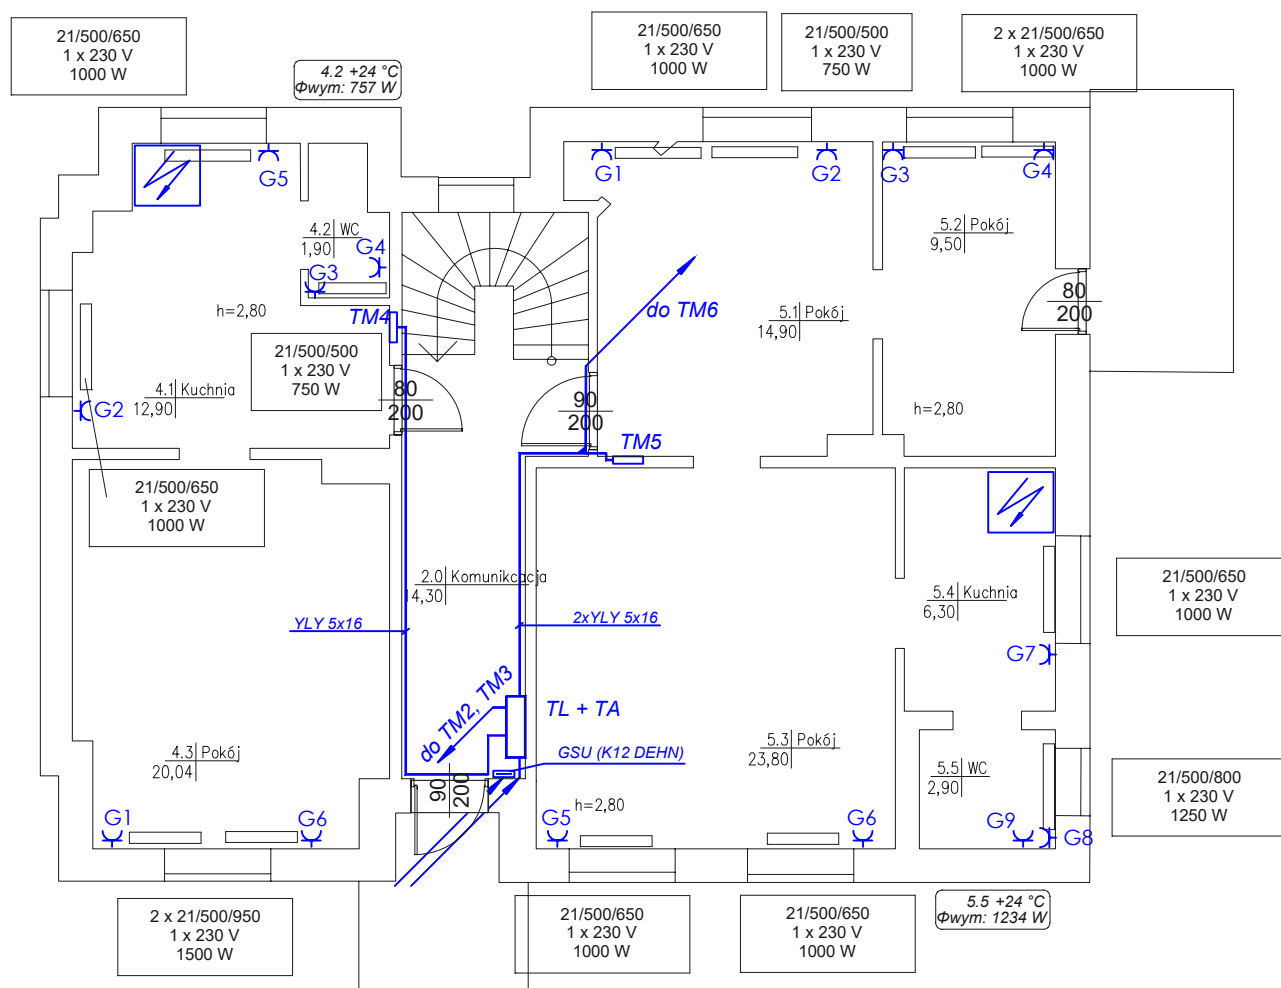 21/500/650
1 x 230 V
1000 W
4.2 +24 °C
Φwym: 757 W
21/500/650
1 x 230 V
1000 W
21/500/500
1 x 230 V
750 W
2 x 21/500/650
1 x 230 V
1000 W
G5
G1
G2
G3
G4
4.2 WC
1,90
G4
G3
5.2 Pokój
9,50
h=2,80
TM4
do TM6
5.1 Pokój
14,90
80
200
21/500/500
1 x 230 V
750 W
4.1 Kuchnia
12,90
G2
80
200
90
200
h=2,80
TM5
21/500/650
1 x 230 V
1000 W
2.0 Komunikacja
14,30
5.4 Kuchnia
6,30
21/500/650
1 x 230 V
1000 W
YLY 5x16
2xYLY 5x16
G7
do TM2, TM3
TL + TA
4.3 Pokój
20,04
GSU (K12 DEHN)
5.3 Pokój
23,80
5.5 WC
2,90
21/500/800
1 x 230 V
1250 W
90
200
h=2,80
G1
G6
G5
G6
G9
G8
2 x 21/500/950
1 x 230 V
1500 W
21/500/650
1 x 230 V
1000 W
21/500/650
1 x 230 V
1000 W
5.5 +24 °C
Φwym: 1234 W